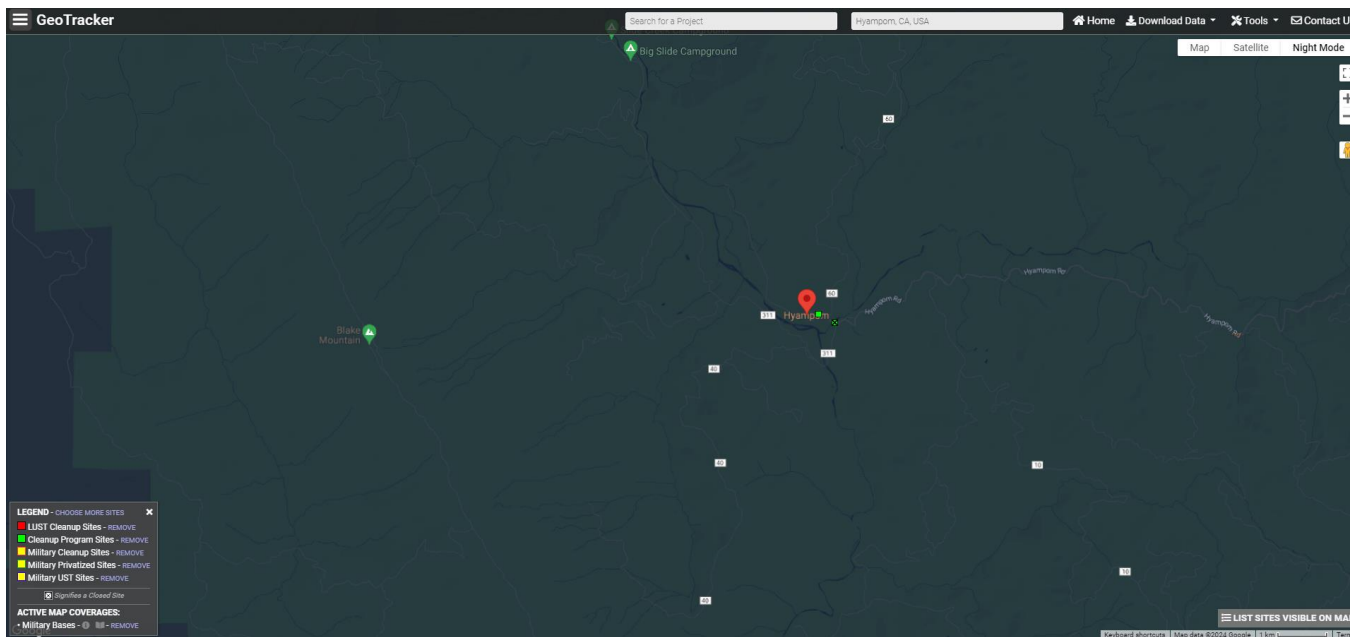 GeoTracker
Search for a Project
Hyampom, CA, USA
Home
Download Data
Tools
Contact U
Map
Satellite
Night Mode
Big Slide Campground
60
Hyampom Rd
60
Hyampom Rd
311
Hyampom
Hyampom Rd
Blake
Mountain
311
40
40
10
10
40
LEGEND - CHOOSE MORE SITES
LUST Cleanup Sites - REMOVE
Cleanup Program Sites - REMOVE
Military Cleanup Sites - REMOVE
Military Privatized Sites - REMOVE
Military UST Sites - REMOVE
Signifies a Closed Site
ACTIVE MAP COVERAGES:
• Military Bases - REMOVE
Google
LIST SITES VISIBLE ON MA
Keyboard shortcuts
Map data ©2024 Google
1 km
Ter